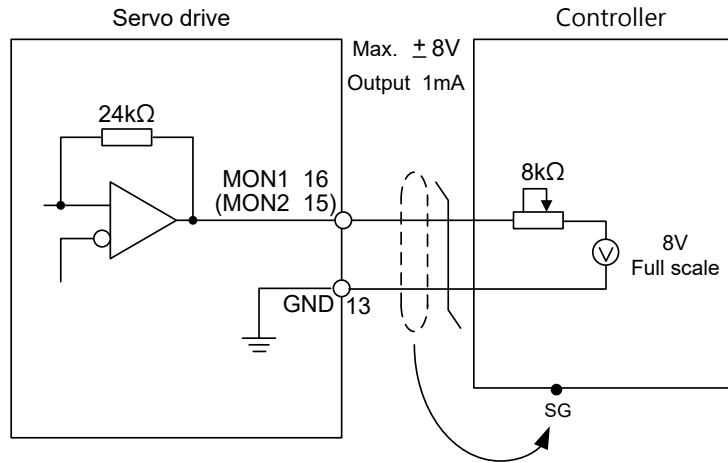 Servo drive
Controller
Max. ± 8V
Output 1mA
24kΩ
MON1 16
(MON2 15)
8kΩ
V
8V
Full scale
GND 13
SG